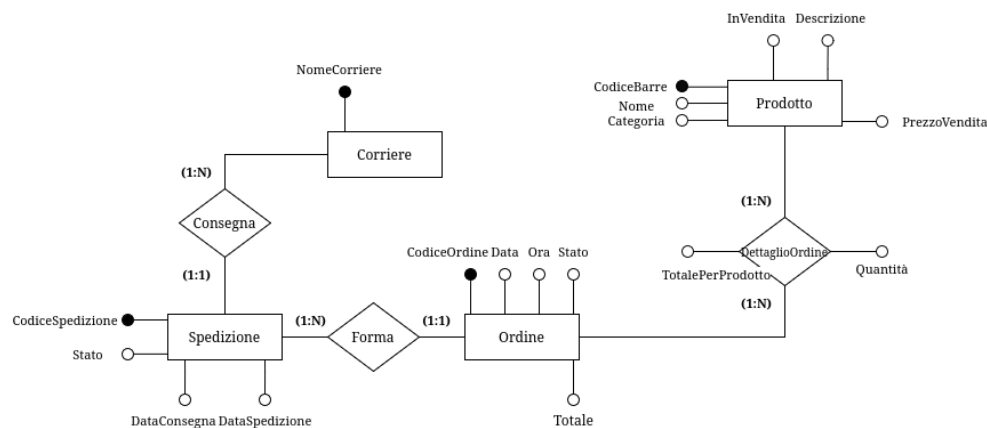 InVendita Descrizione
NomeCorriere
CodiceBarre
Nome
Categoria
Prodotto
PrezzoVendita
Corriere
(1:N)
(1:N)
Consegna
DettaglioOrdine
TotalePerProdotto
Quantità
(1:1)
CodiceOrdine Data Ora Stato
(1:N)
CodiceSpedizione
Spedizione
(1:N)
Forma
(1:1)
Ordine
Stato
DataConsegna DataSpedizione
Totale